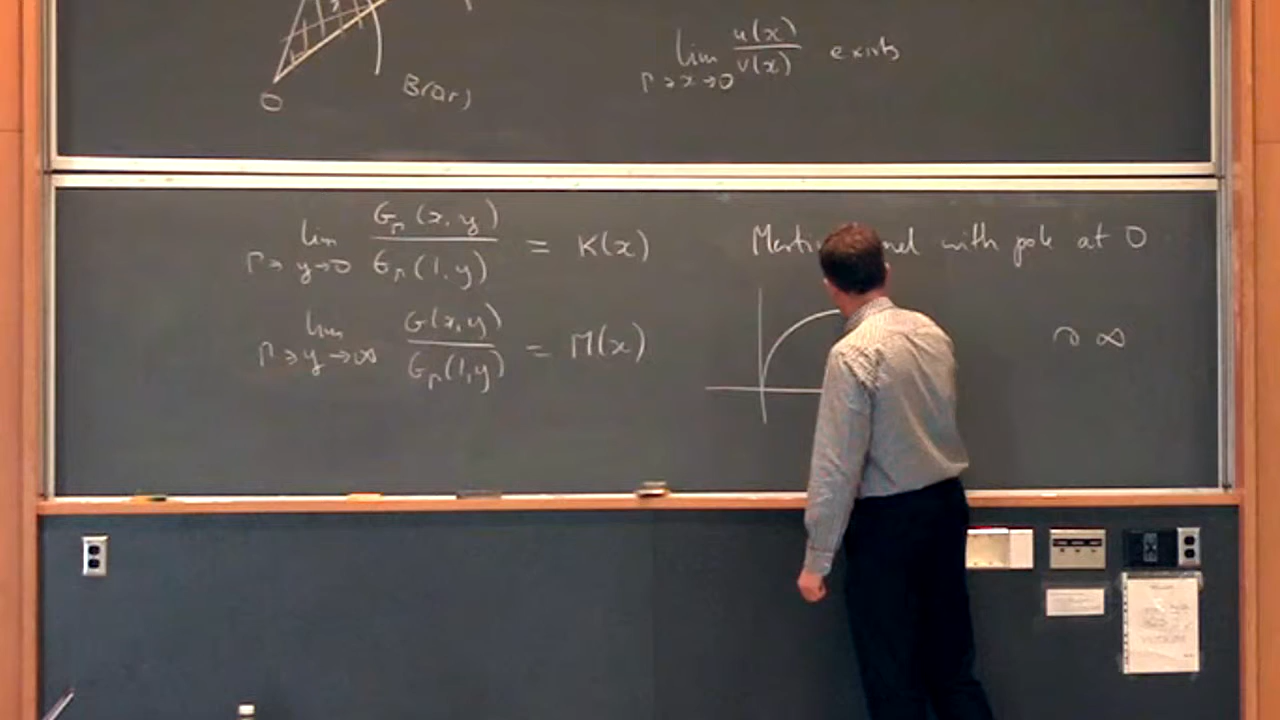 O
B(0,r)
lim u(x)/v(x) exists
Γ∋x→0
lim G_Γ(x,y)/G_Γ(1,y) = K(x)
Γ∋y→0
with pole at 0
lim G(x,y)/G_Γ(1,y) = M(x)
Γ∋y→∞
∞